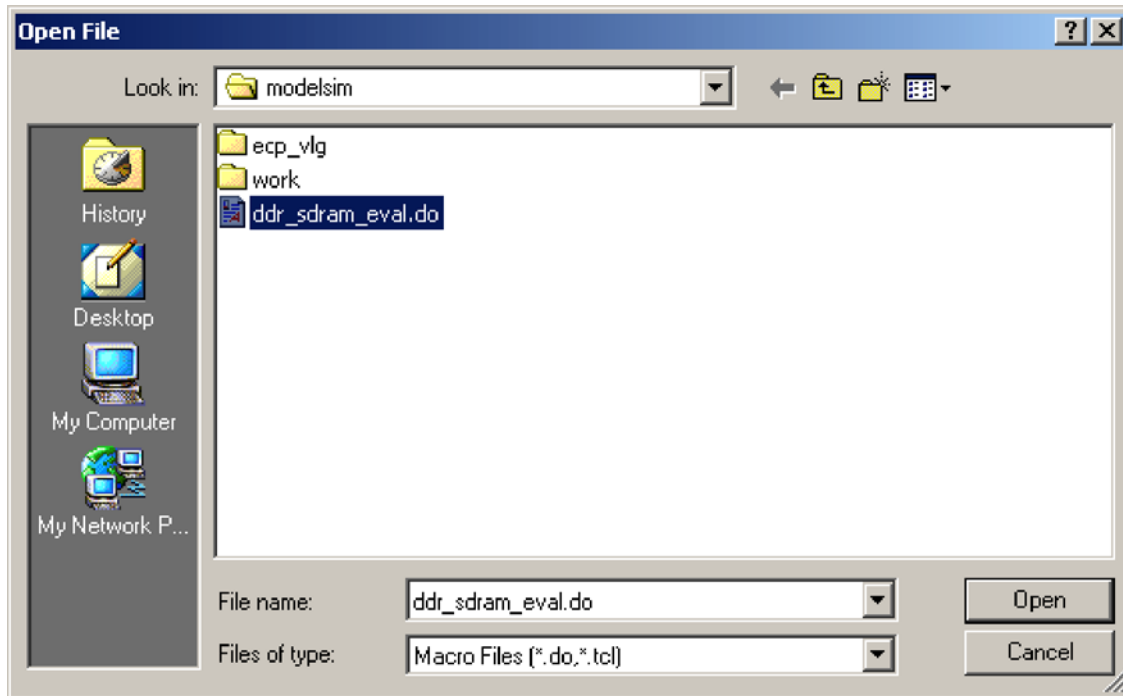 Open File
Look in: modelsim
ecp_vlg
work
ddr_sdram_eval.do
History
Desktop
My Computer
My Network P...
File name: ddr_sdram_eval.do Open
Files of type: Macro Files (*.do,*.tcl) Cancel